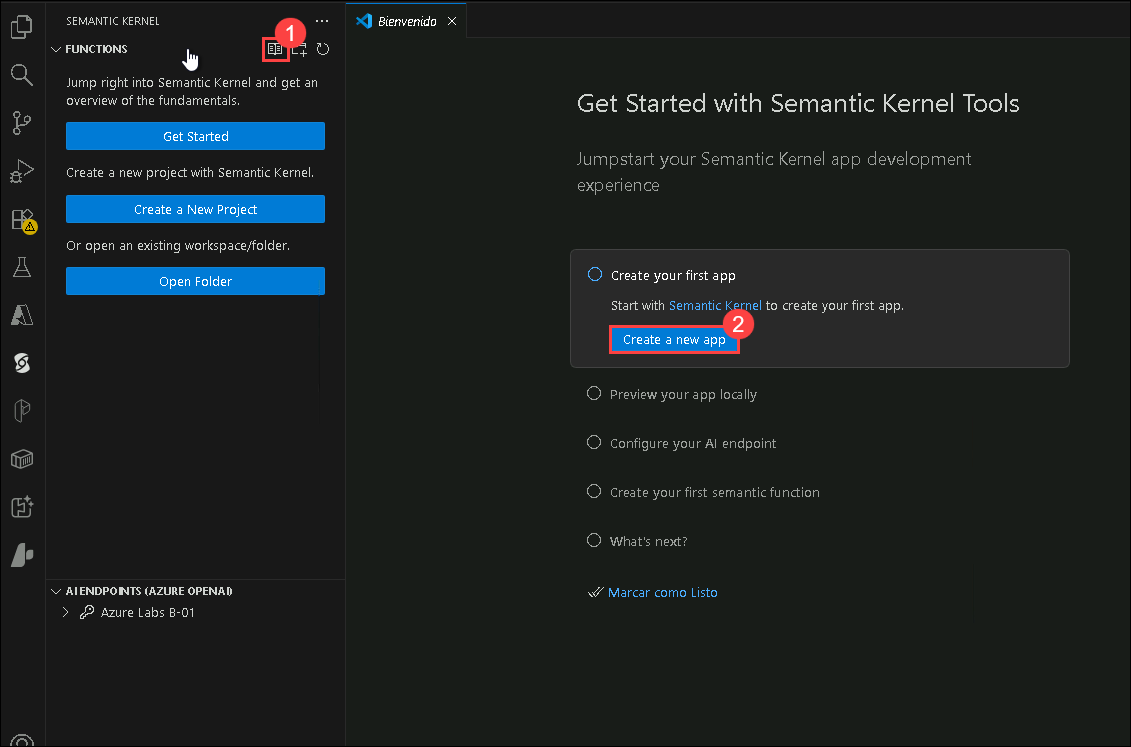 SEMANTIC KERNEL
FUNCTIONS
1
Jump right into Semantic Kernel and get an
overview of the fundamentals.
Get Started
Create a new project with Semantic Kernel.
Create a New Project
Or open an existing workspace/folder.
Open Folder
AI ENDPOINTS (AZURE OPENAI)
Azure Labs B-01
Bienvenido
Get Started with Semantic Kernel Tools
Jumpstart your Semantic Kernel app development
experience
Create your first app
Start with Semantic Kernel to create your first app.
Create a new app
2
Preview your app locally
Configure your AI endpoint
Create your first semantic function
What's next?
Marcar como Listo